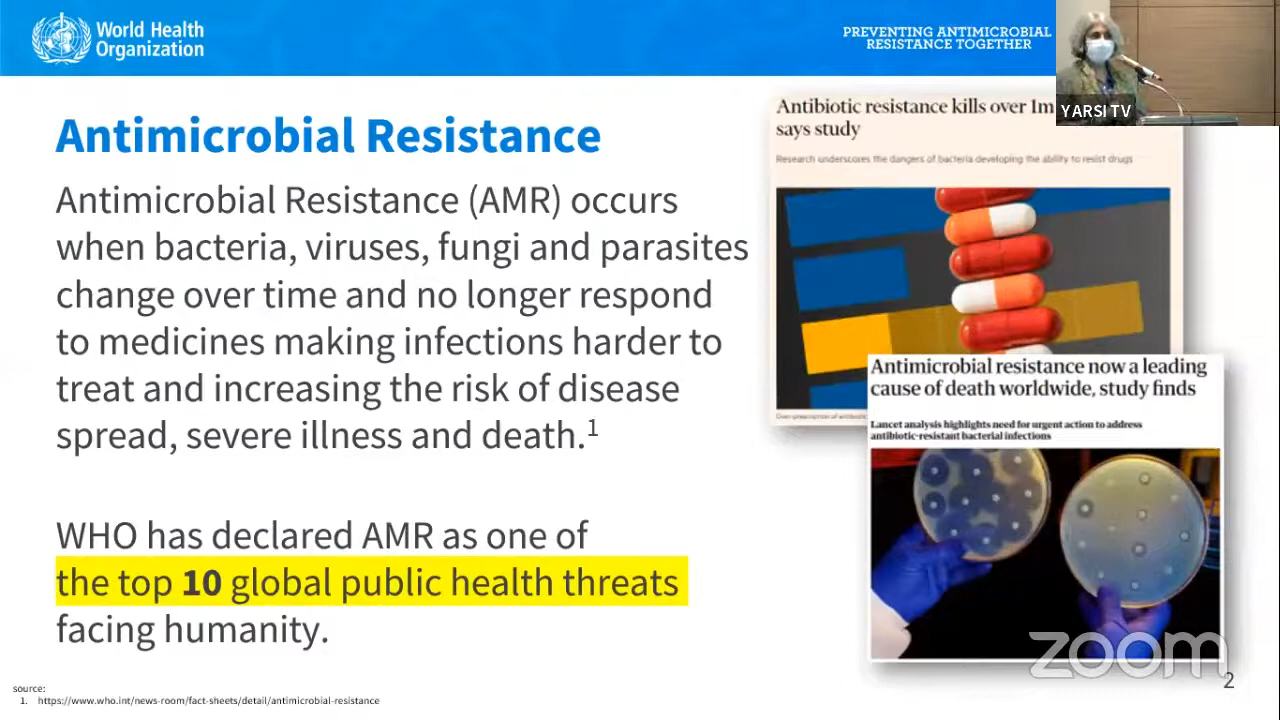 World Health
Organization
PREVENTING ANTIMICROBIAL
RESISTANCE TOGETHER
YARSI TV
Antimicrobial Resistance
Antimicrobial Resistance (AMR) occurs
when bacteria, viruses, fungi and parasites
change over time and no longer respond
to medicines making infections harder to
treat and increasing the risk of disease
spread, severe illness and death.1
WHO has declared AMR as one of
the top 10 global public health threats
facing humanity.
Antibiotic resistance kills over 1m
says study
Research underscores the dangers of bacteria developing the ability to resist drugs
Over-prescription of antibiotic
Antimicrobial resistance now a leading
cause of death worldwide, study finds
Lancet analysis highlights need for urgent action to address
antibiotic-resistant bacterial infections
zoom
2
source:
1. https://www.who.int/news-room/fact-sheets/detail/antimicrobial-resistance